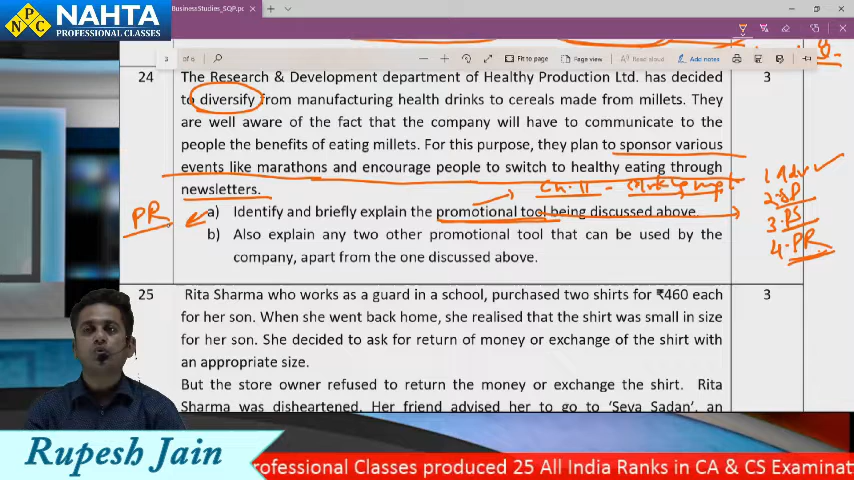 NPC
NAHTA
PROFESSIONAL CLASSES
BusinessStudies_SQP.pc
3 of 6
Fit to page
Page view
Read aloud
Add notes
24
The Research & Development department of Healthy Production Ltd. has decided
to diversify from manufacturing health drinks to cereals made from millets. They
are well aware of the fact that the company will have to communicate to the
people the benefits of eating millets. For this purpose, they plan to sponsor various
events like marathons and encourage people to switch to healthy eating through
newsletters.
Ch. 11 -
a) Identify and briefly explain the promotional tool being discussed above.
b) Also explain any two other promotional tool that can be used by the
company, apart from the one discussed above.
3
PR
1. Adv
2. SP
3. PS
4. PR
8.
25
Rita Sharma who works as a guard in a school, purchased two shirts for ₹460 each
for her son. When she went back home, she realised that the shirt was small in size
for her son. She decided to ask for return of money or exchange of the shirt with
an appropriate size.
But the store owner refused to return the money or exchange the shirt. Rita
Sharma was disheartened. Her friend advised her to go to 'Seva Sadan', an
3
Rupesh Jain
rofessional Classes produced 25 All India Ranks in CA & CS Examinat